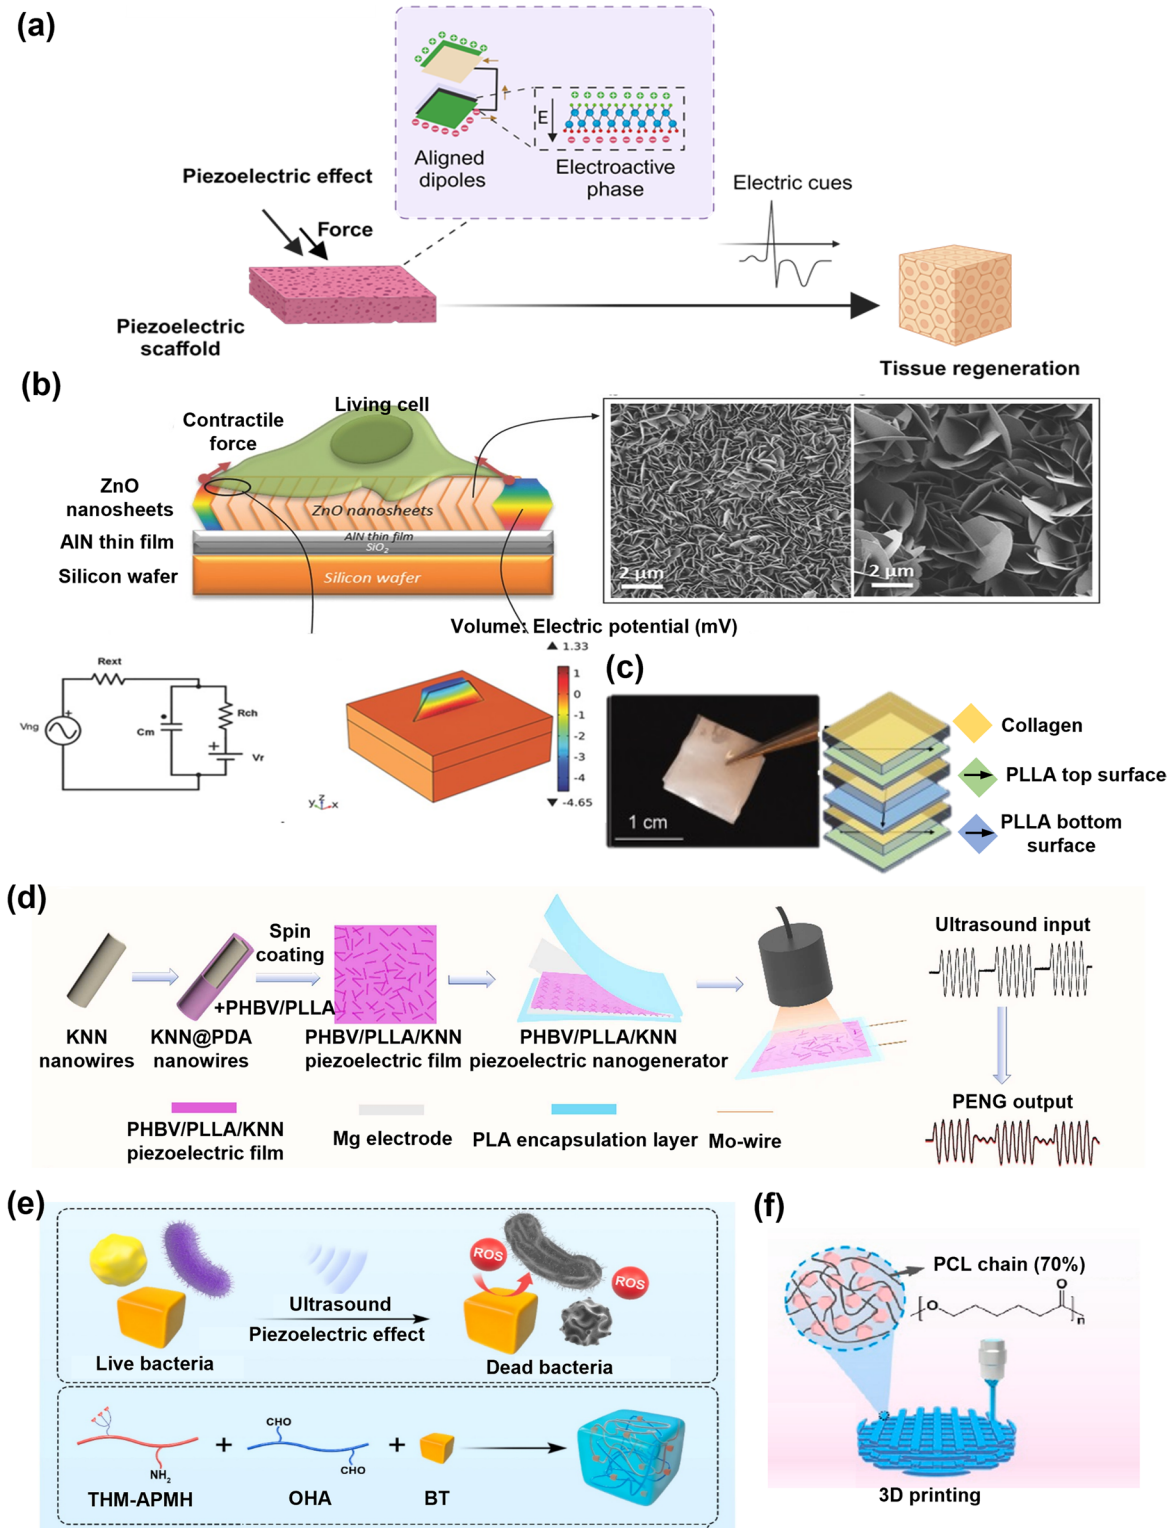 (a)
Aligned
dipoles
E
Electroactive
phase
Piezoelectric effect
Force
Piezoelectric
scaffold
Electric cues
Tissue regeneration
(b)
Living cell
Contractile
force
ZnO
nanosheets
ZnO nanosheets
AlN thin film
AlN thin film
SiO₂
Silicon wafer
Silicon wafer
2 µm
2 µm
Volume: Electric potential (mV)
▲ 1.33
1
0
-1
-2
-3
-4
▼ -4.65
y z x
Rext
Vng
+
Cm
Rch
+
Vr
(c)
1 cm
Collagen
PLLA top surface
PLLA bottom
surface
(d)
KNN
nanowires
KNN@PDA
nanowires
Spin
coating
+PHBV/PLLA
PHBV/PLLA/KNN
piezoelectric film
PHBV/PLLA/KNN
piezoelectric nanogenerator
Ultrasound input
PENG output
PHBV/PLLA/KNN
piezoelectric film
Mg electrode
PLA encapsulation layer
Mo-wire
(e)
Live bacteria
Ultrasound
Piezoelectric effect
ROS
ROS
Dead bacteria
NH₂
THM-APMH
+
CHO
CHO
OHA
+
BT
(f)
PCL chain (70%)
O
O
n
3D printing